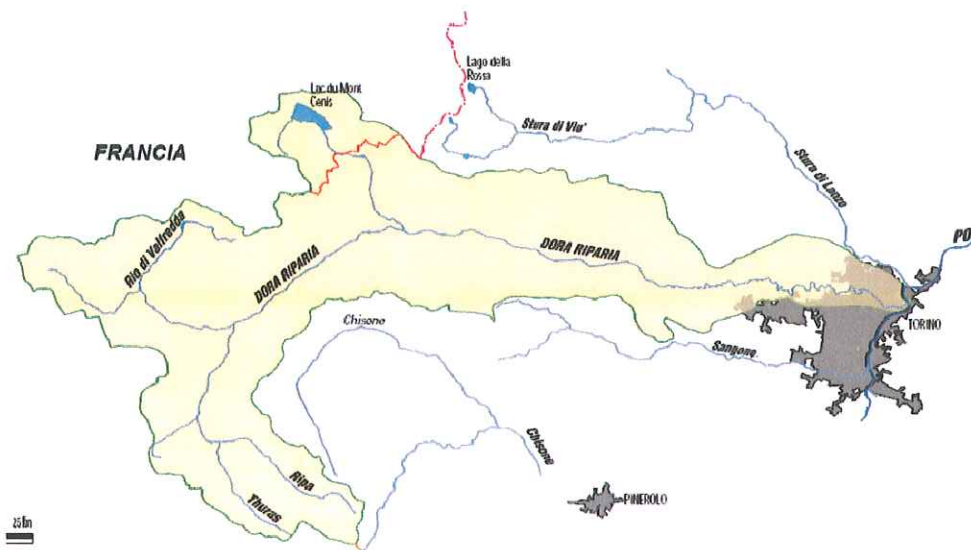 Lago della
Rossa
Lac du Mont
Cenis
Stura di Viu'
FRANCIA
Stura di Lanzo
Rio di Valfredda
PO
DORA RIPARIA
DORA RIPARIA
Chisone
TORINO
Sangone
Chisone
Ripa
Thuras
PINEROLO